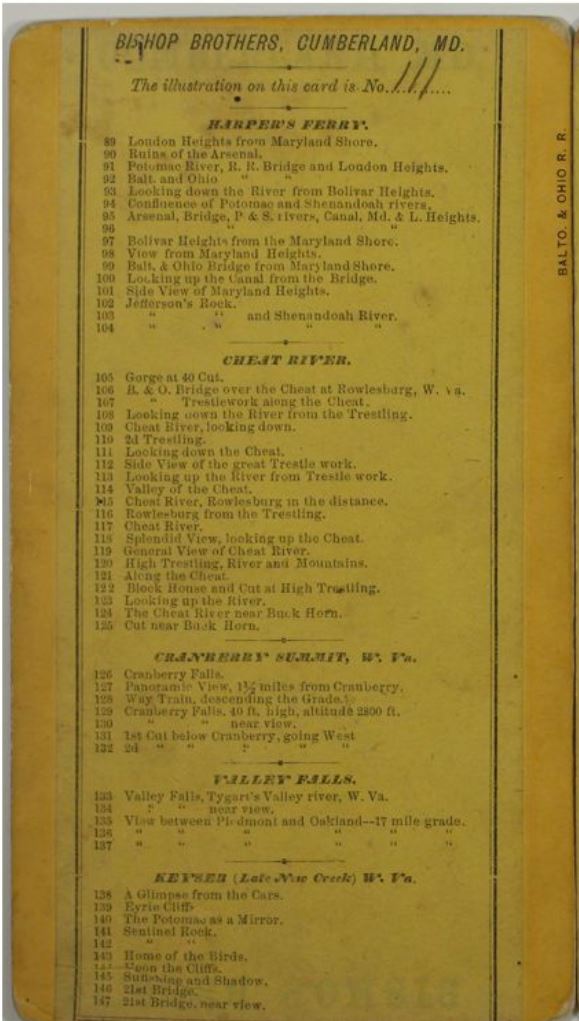 BISHOP BROTHERS, CUMBERLAND, MD.
The illustration on this card is No. 111
HARPER'S FERRY.
89 London Heights from Maryland Shore.
90 Ruins of the Arsenal.
91 Potomac River, R. R. Bridge and London Heights.
92 Balt. and Ohio " "
93 Looking down the River from Bolivar Heights.
94 Confluence of Potomac and Shenandoah rivers.
95 Arsenal, Bridge, P & S. rivers, Canal, Md. & L. Heights.
96 " "
97 Bolivar Heights from the Maryland Shore.
98 View from Maryland Heights.
99 Balt. & Ohio Bridge from Maryland Shore.
100 Looking up the Canal from the Bridge.
101 Side View of Maryland Heights.
102 Jefferson's Rock.
103 " " and Shenandoah River.
104 " " " "
CHEAT RIVER.
105 Gorge at 40 Cut.
106 B. & O. Bridge over the Cheat at Rowlesburg, W. Va.
107 " Trestlework along the Cheat.
108 Looking down the River from the Trestling.
109 Cheat River, looking down.
110 2d Trestling.
111 Looking down the Cheat.
112 Side View of the great Trestle work.
113 Looking up the River from Trestle work.
114 Valley of the Cheat.
115 Cheat River, Rowlesburg in the distance.
116 Rowlesburg from the Trestling.
117 Cheat River.
118 Splendid View, looking up the Cheat.
119 General View of Cheat River.
120 High Trestling, River and Mountains.
121 Along the Cheat.
122 Block House and Cut at High Trestling.
123 Looking up the River.
124 The Cheat River near Buck Horn.
125 Cut near Buck Horn.
CRANBERRY SUMMIT, W. Va.
126 Cranberry Falls.
127 Panoramic View, 1½ miles from Cranberry.
128 Way Train, descending the Grade.
129 Cranberry Falls, 40 ft. high, altitude 2800 ft.
130 " " near view.
131 1st Cut below Cranberry, going West
132 2d " " " " "
VALLEY FALLS.
133 Valley Falls, Tygart's Valley river, W. Va.
134 " " near view.
135 View between Piedmont and Oakland--17 mile grade.
136 " " " " " "
137 " " " " " "
KEYSER (Late New Creek) W. Va.
138 A Glimpse from the Cars.
139 Eyrie Cliffs
140 The Potomac as a Mirror.
141 Sentinel Rock.
142 " "
143 Home of the Birds.
144 Upon the Cliffs.
145 Sunshine and Shadow.
146 21st Bridge.
147 21st Bridge, near view.
BALTO. & OHIO R. R.